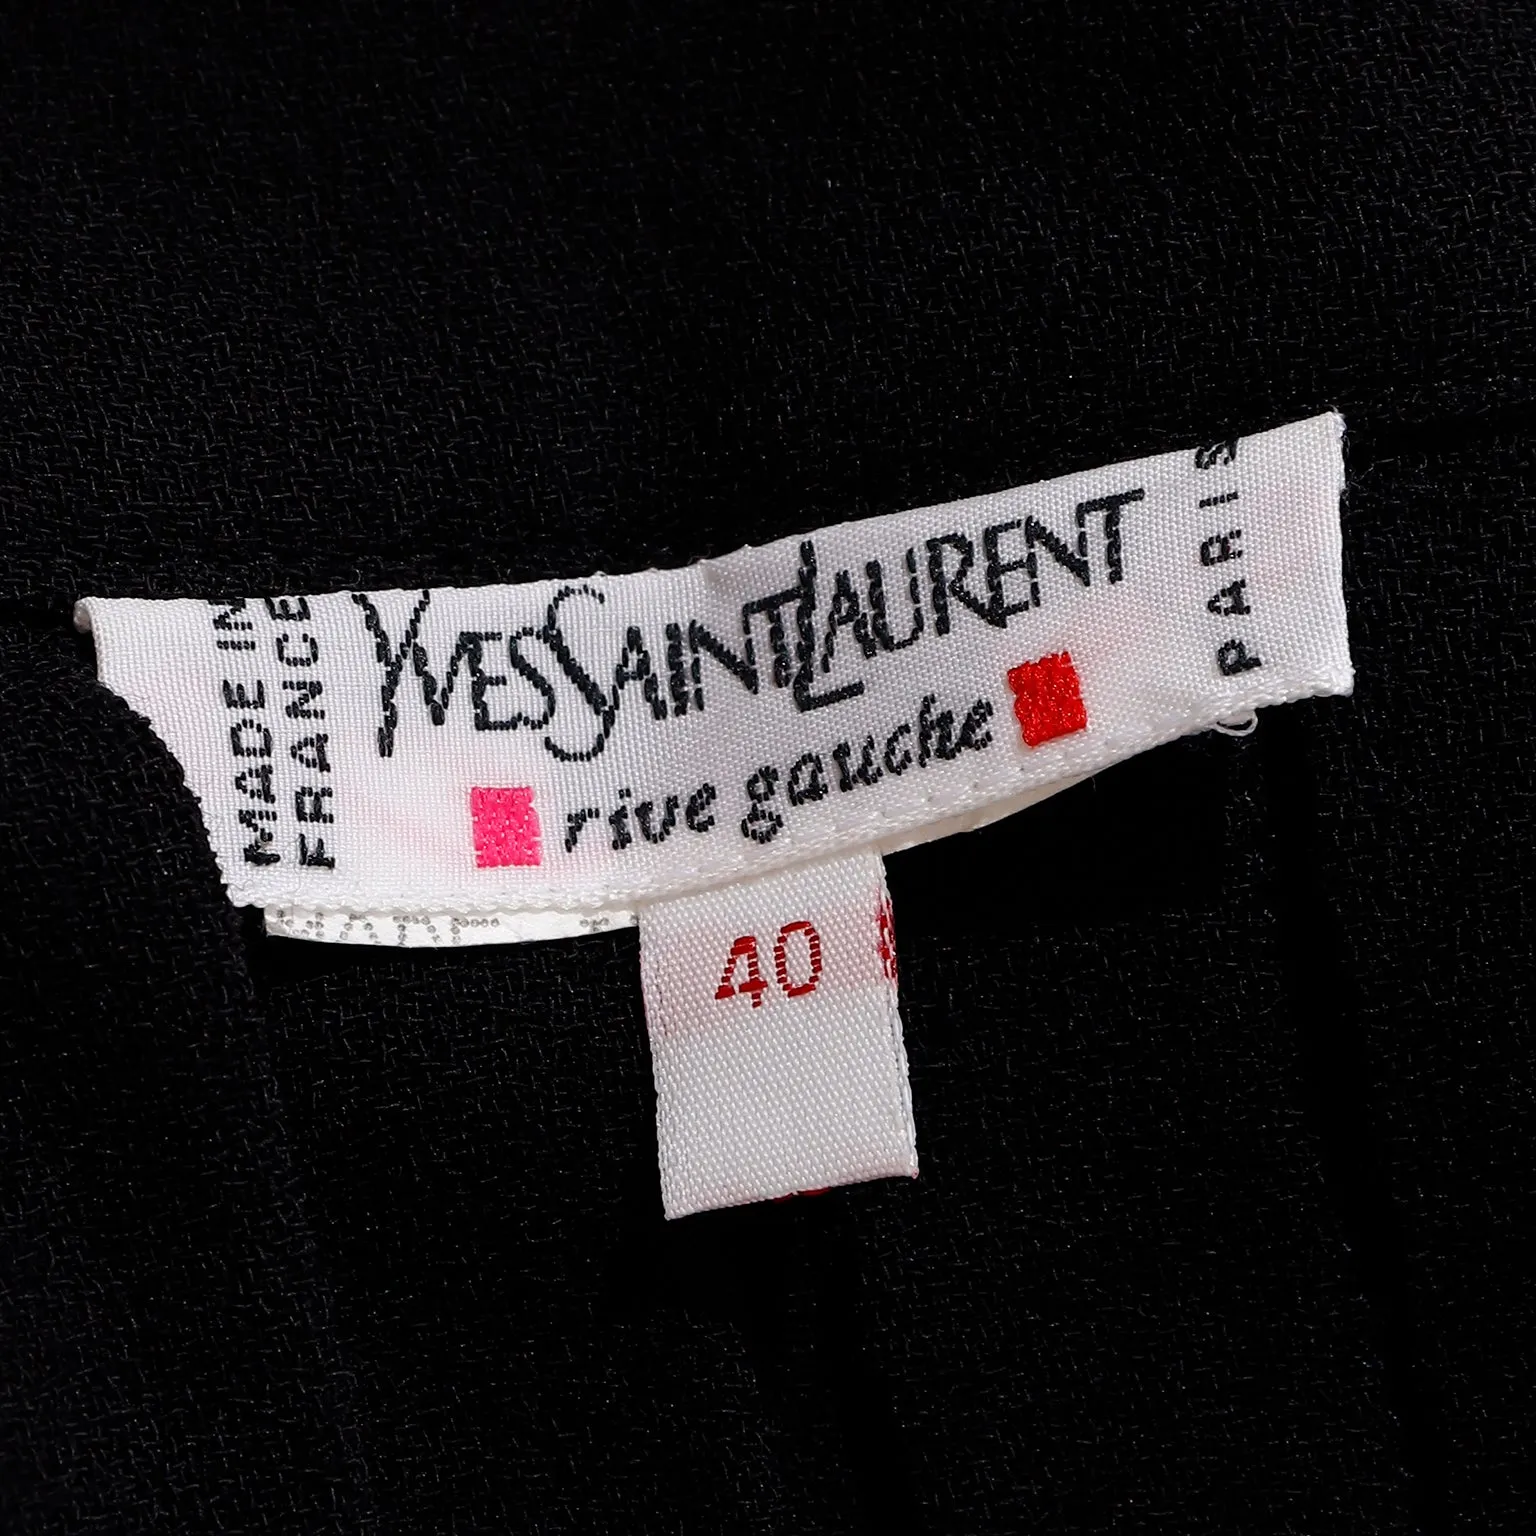 MADE IN
FRANCE
YVESSAINTLAURENT
rive gauche
PARIS
40